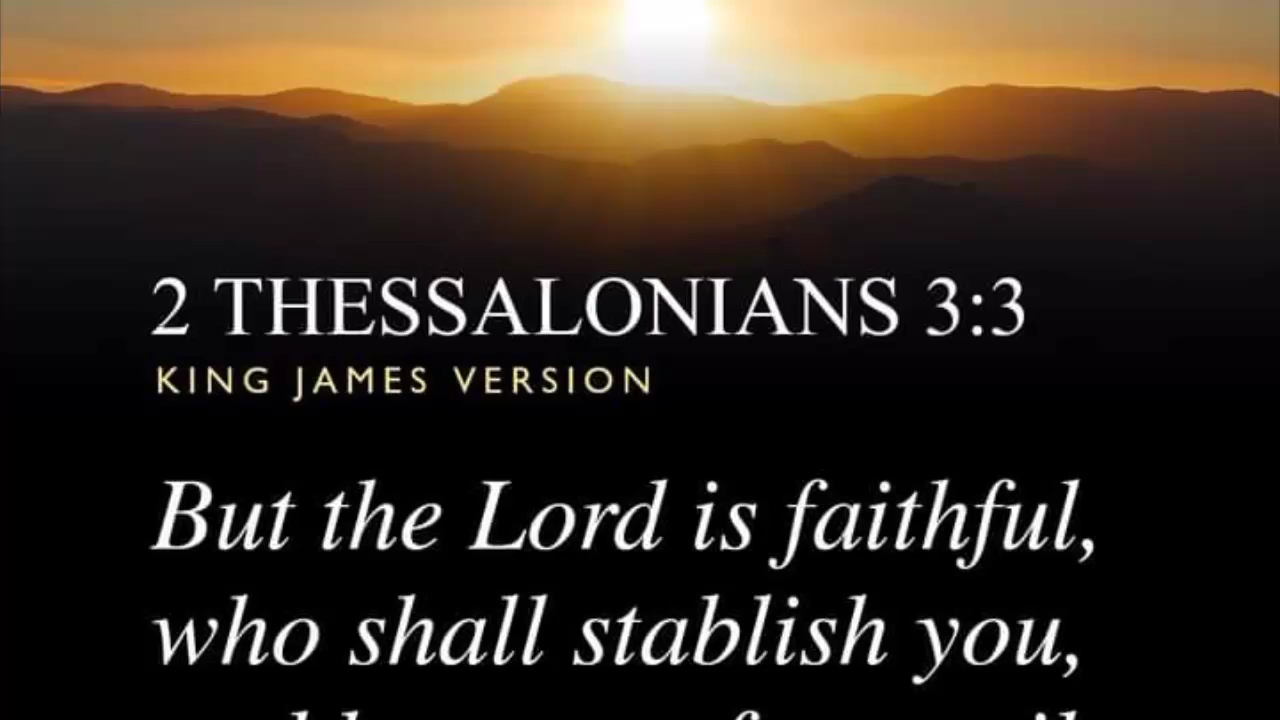 2 THESSALONIANS 3:3
KING JAMES VERSION
But the Lord is faithful,
who shall stablish you,